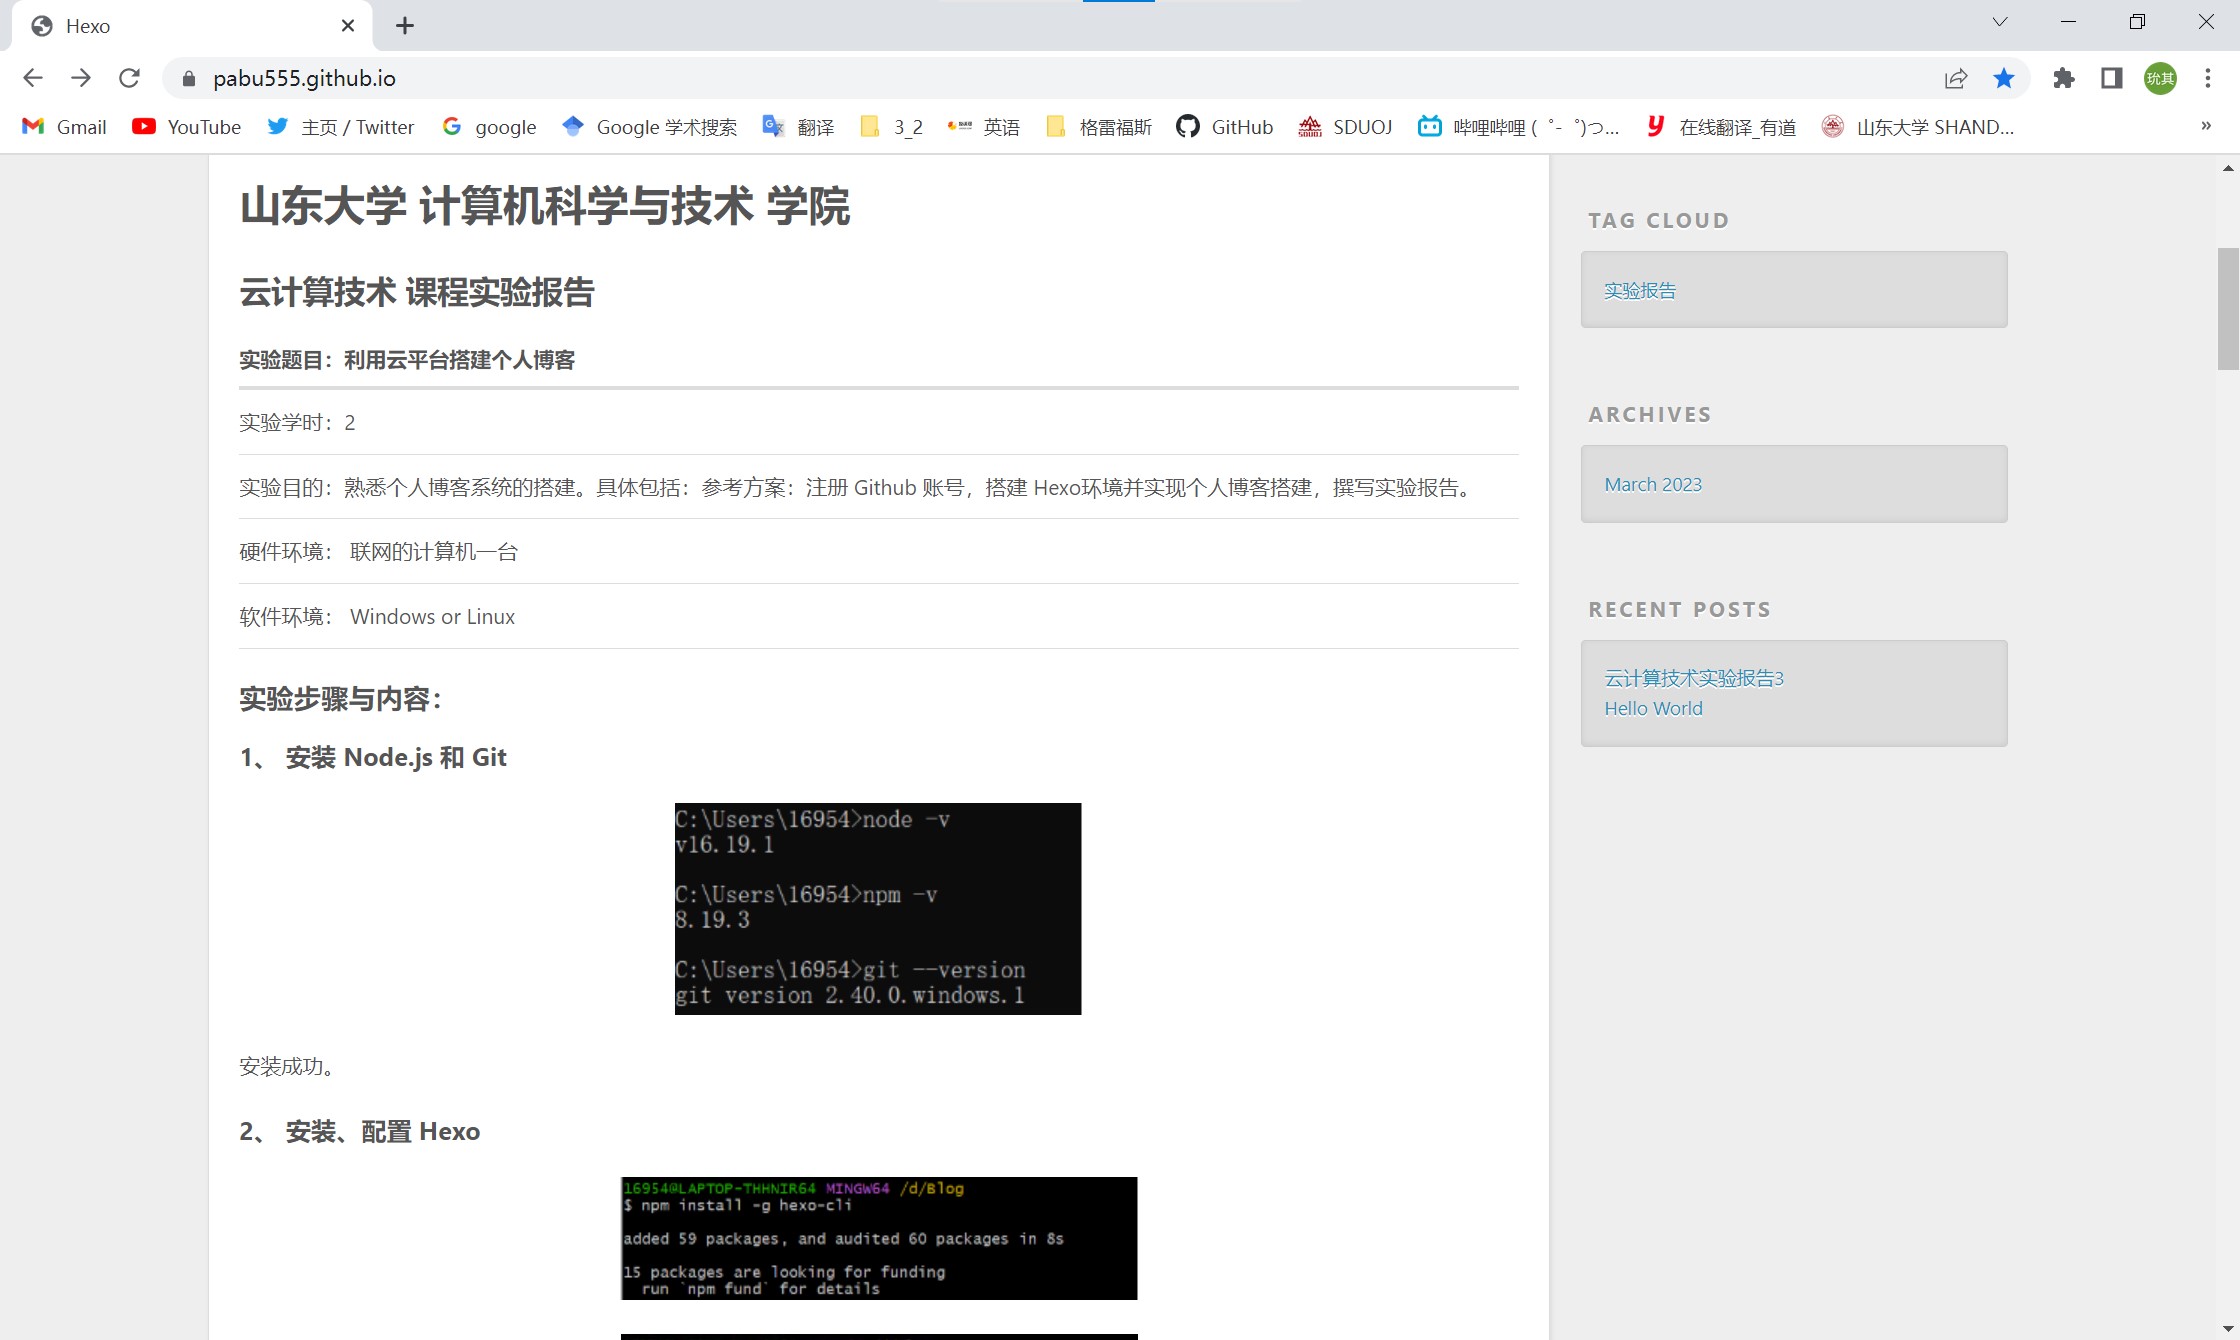 Hexo
pabu555.github.io
玧其
Gmail YouTube 主页 / Twitter google Google 学术搜索 翻译 3_2 英语 格雷福斯 GitHub SDUOJ 哔哩哔哩 ( ゜- ゜)つ... 在线翻译_有道 山东大学 SHAND... »
山东大学 计算机科学与技术 学院
云计算技术 课程实验报告
实验题目：利用云平台搭建个人博客
实验学时：2
实验目的：熟悉个人博客系统的搭建。具体包括：参考方案：注册 Github 账号，搭建 Hexo环境并实现个人博客搭建，撰写实验报告。
硬件环境： 联网的计算机一台
软件环境： Windows or Linux
实验步骤与内容：
1、 安装 Node.js 和 Git
C:\Users\16954>node -v
v16.19.1
C:\Users\16954>npm -v
8.19.3
C:\Users\16954>git --version
git version 2.40.0.windows.1
安装成功。
2、 安装、配置 Hexo
16954@LAPTOP-THHNIR64 MINGW64 /d/Blog
$ npm install -g hexo-cli
added 59 packages, and audited 60 packages in 8s
15 packages are looking for funding
run `npm fund` for details
TAG CLOUD
实验报告
ARCHIVES
March 2023
RECENT POSTS
云计算技术实验报告3
Hello World